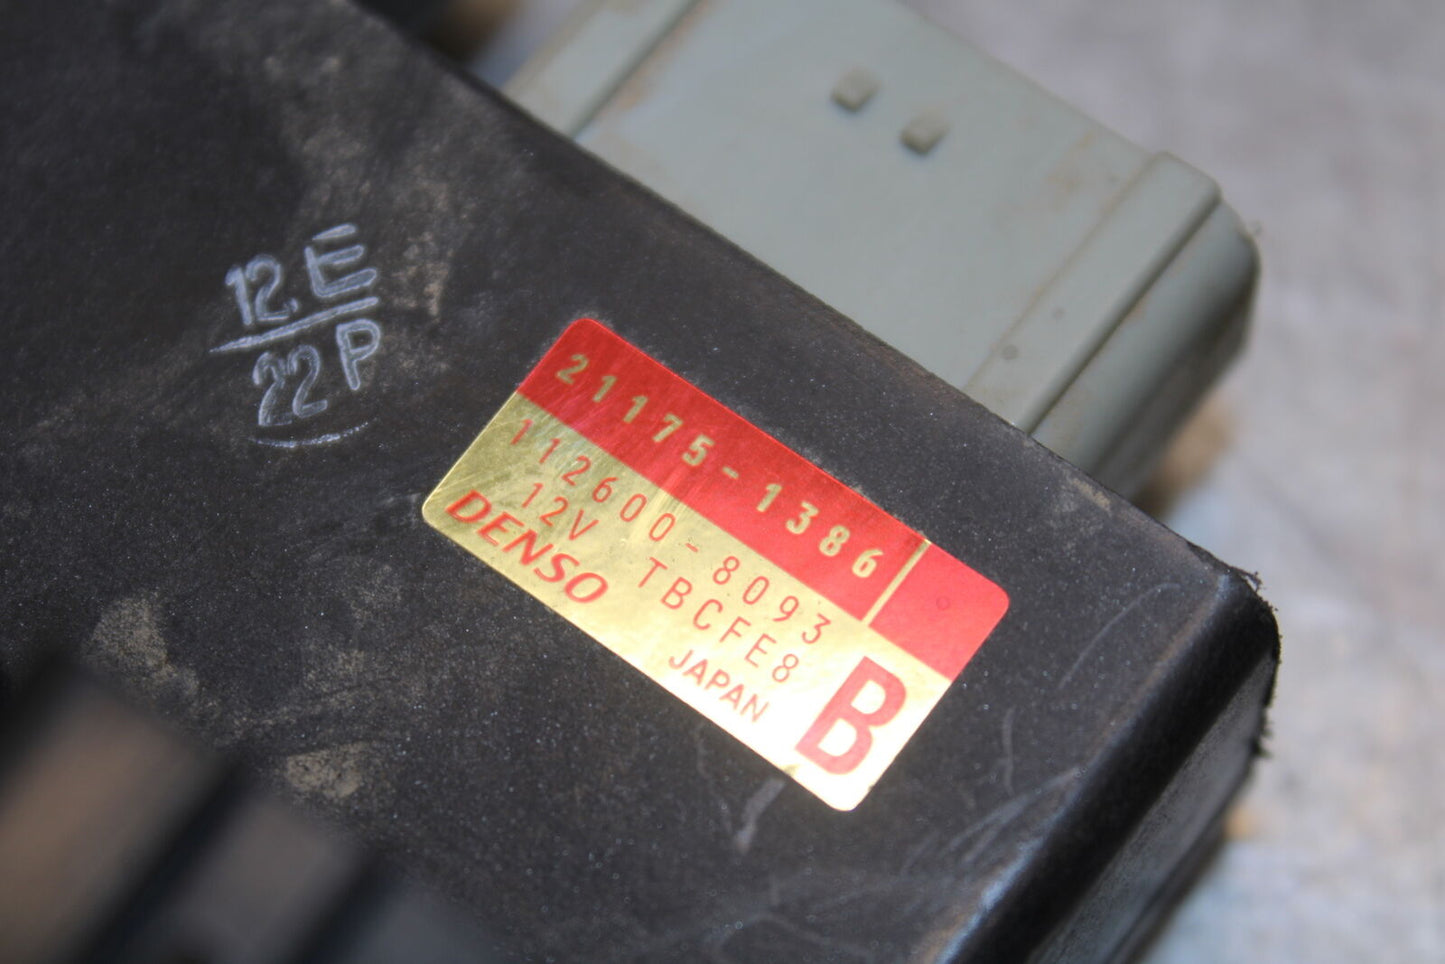 12.E
22P
21175-1386
112600-8093
12V TBCFE8
DENSO JAPAN
B